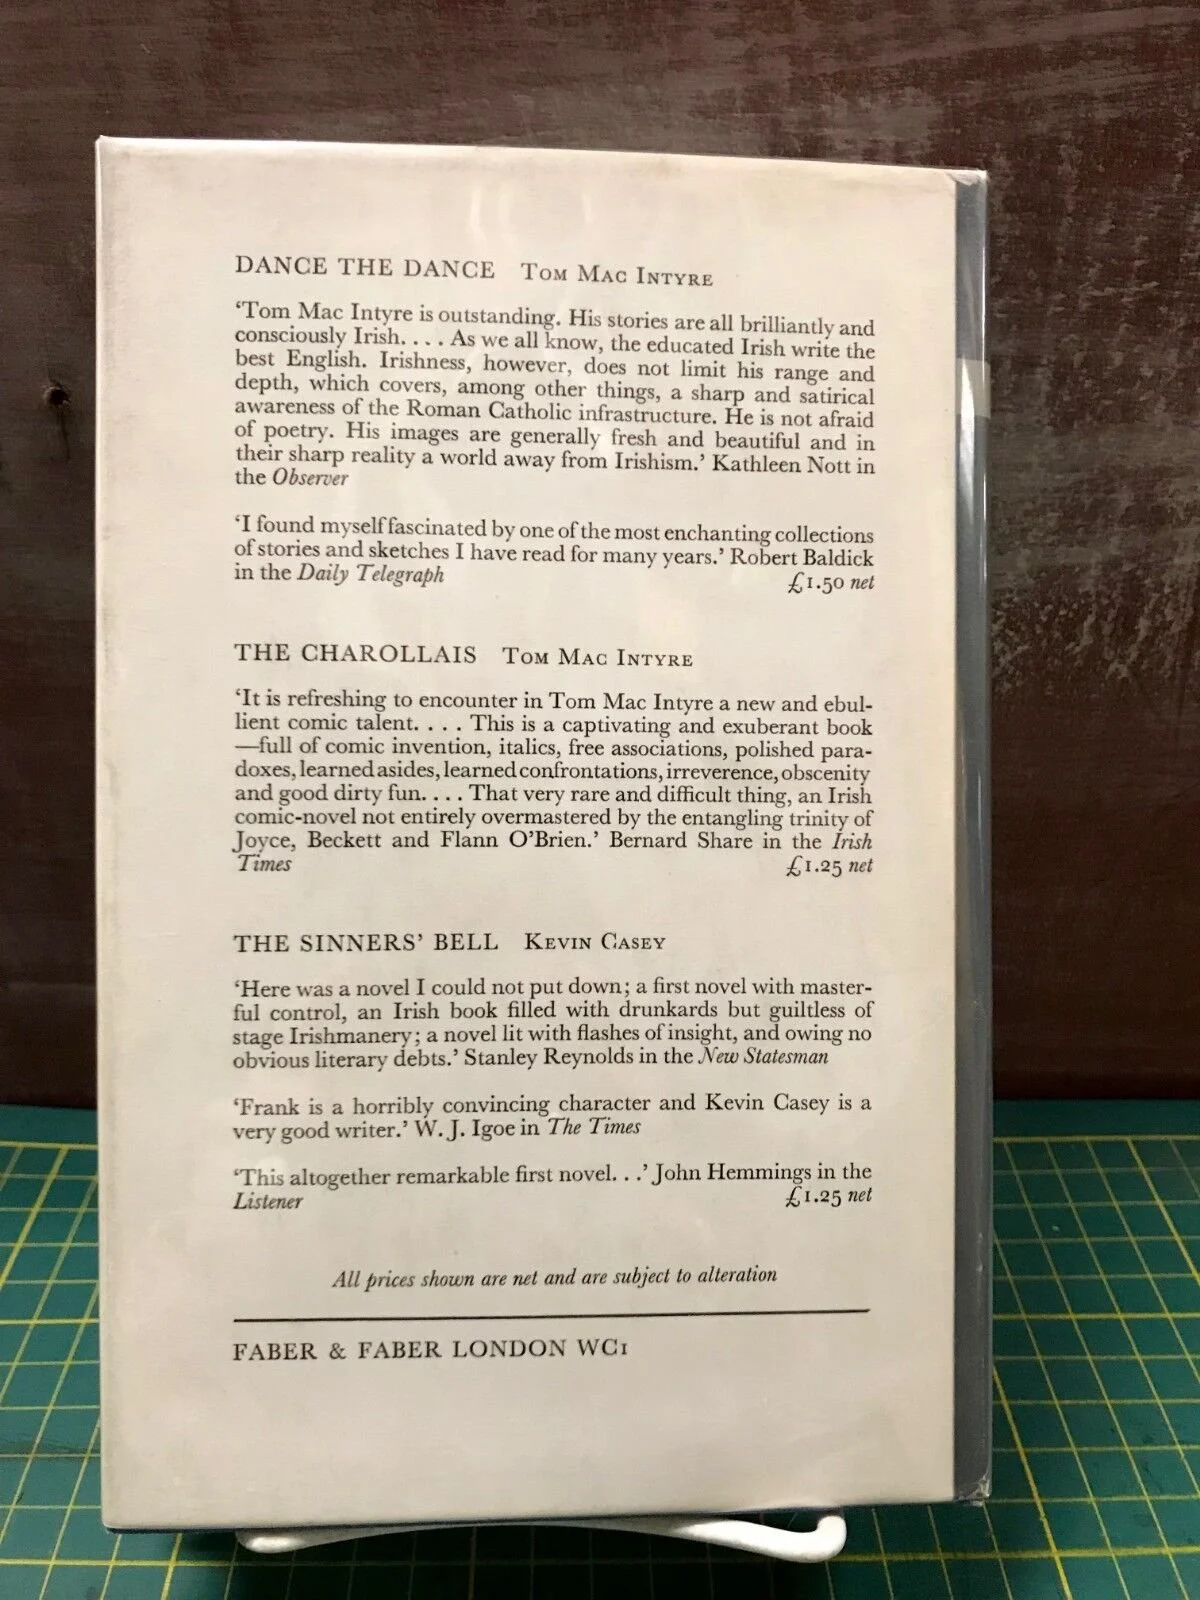 DANCE THE DANCE Tom Mac Intyre
‘Tom Mac Intyre is outstanding. His stories are all brilliantly and
consciously Irish. . . . As we all know, the educated Irish write the
best English. Irishness, however, does not limit his range and
depth, which covers, among other things, a sharp and satirical
awareness of the Roman Catholic infrastructure. He is not afraid
of poetry. His images are generally fresh and beautiful and in
their sharp reality a world away from Irishism.’ Kathleen Nott in
the Observer
‘I found myself fascinated by one of the most enchanting collections
of stories and sketches I have read for many years.’ Robert Baldick
in the Daily Telegraph £1.50 net
THE CHAROLLAIS Tom Mac Intyre
‘It is refreshing to encounter in Tom Mac Intyre a new and ebul-
lient comic talent. . . . This is a captivating and exuberant book
—full of comic invention, italics, free associations, polished para-
doxes, learned asides, learned confrontations, irreverence, obscenity
and good dirty fun. . . . That very rare and difficult thing, an Irish
comic-novel not entirely overmastered by the entangling trinity of
Joyce, Beckett and Flann O’Brien.’ Bernard Share in the Irish
Times £1.25 net
THE SINNERS’ BELL Kevin Casey
‘Here was a novel I could not put down; a first novel with master-
ful control, an Irish book filled with drunkards but guiltless of
stage Irishmanery; a novel lit with flashes of insight, and owing no
obvious literary debts.’ Stanley Reynolds in the New Statesman
‘Frank is a horribly convincing character and Kevin Casey is a
very good writer.’ W. J. Igoe in The Times
‘This altogether remarkable first novel. . .’ John Hemmings in the
Listener £1.25 net
All prices shown are net and are subject to alteration
FABER & FABER LONDON WC1